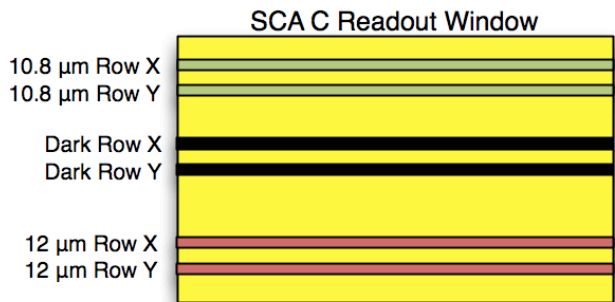 SCA C Readout Window
10.8 µm Row X
10.8 µm Row Y
Dark Row X
Dark Row Y
12 µm Row X
12 µm Row Y